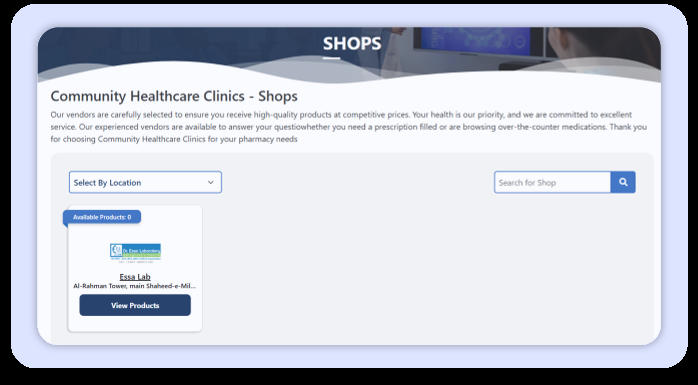 SHOPS
Community Healthcare Clinics - Shops
Our vendors are carefully selected to ensure you receive high-quality products at competitive prices. Your health is our priority, and we are committed to excellent
service. Our experienced vendors are available to answer your questiowhether you need a prescription filled or are browsing over-the-counter medications. Thank you
for choosing Community Healthcare Clinics for your pharmacy needs
Select By Location
Search for Shop
Available Products: 0
Dr. Essa Laboratory
Essa Lab
Al-Rahman Tower, main Shaheed-e-Mil...
View Products